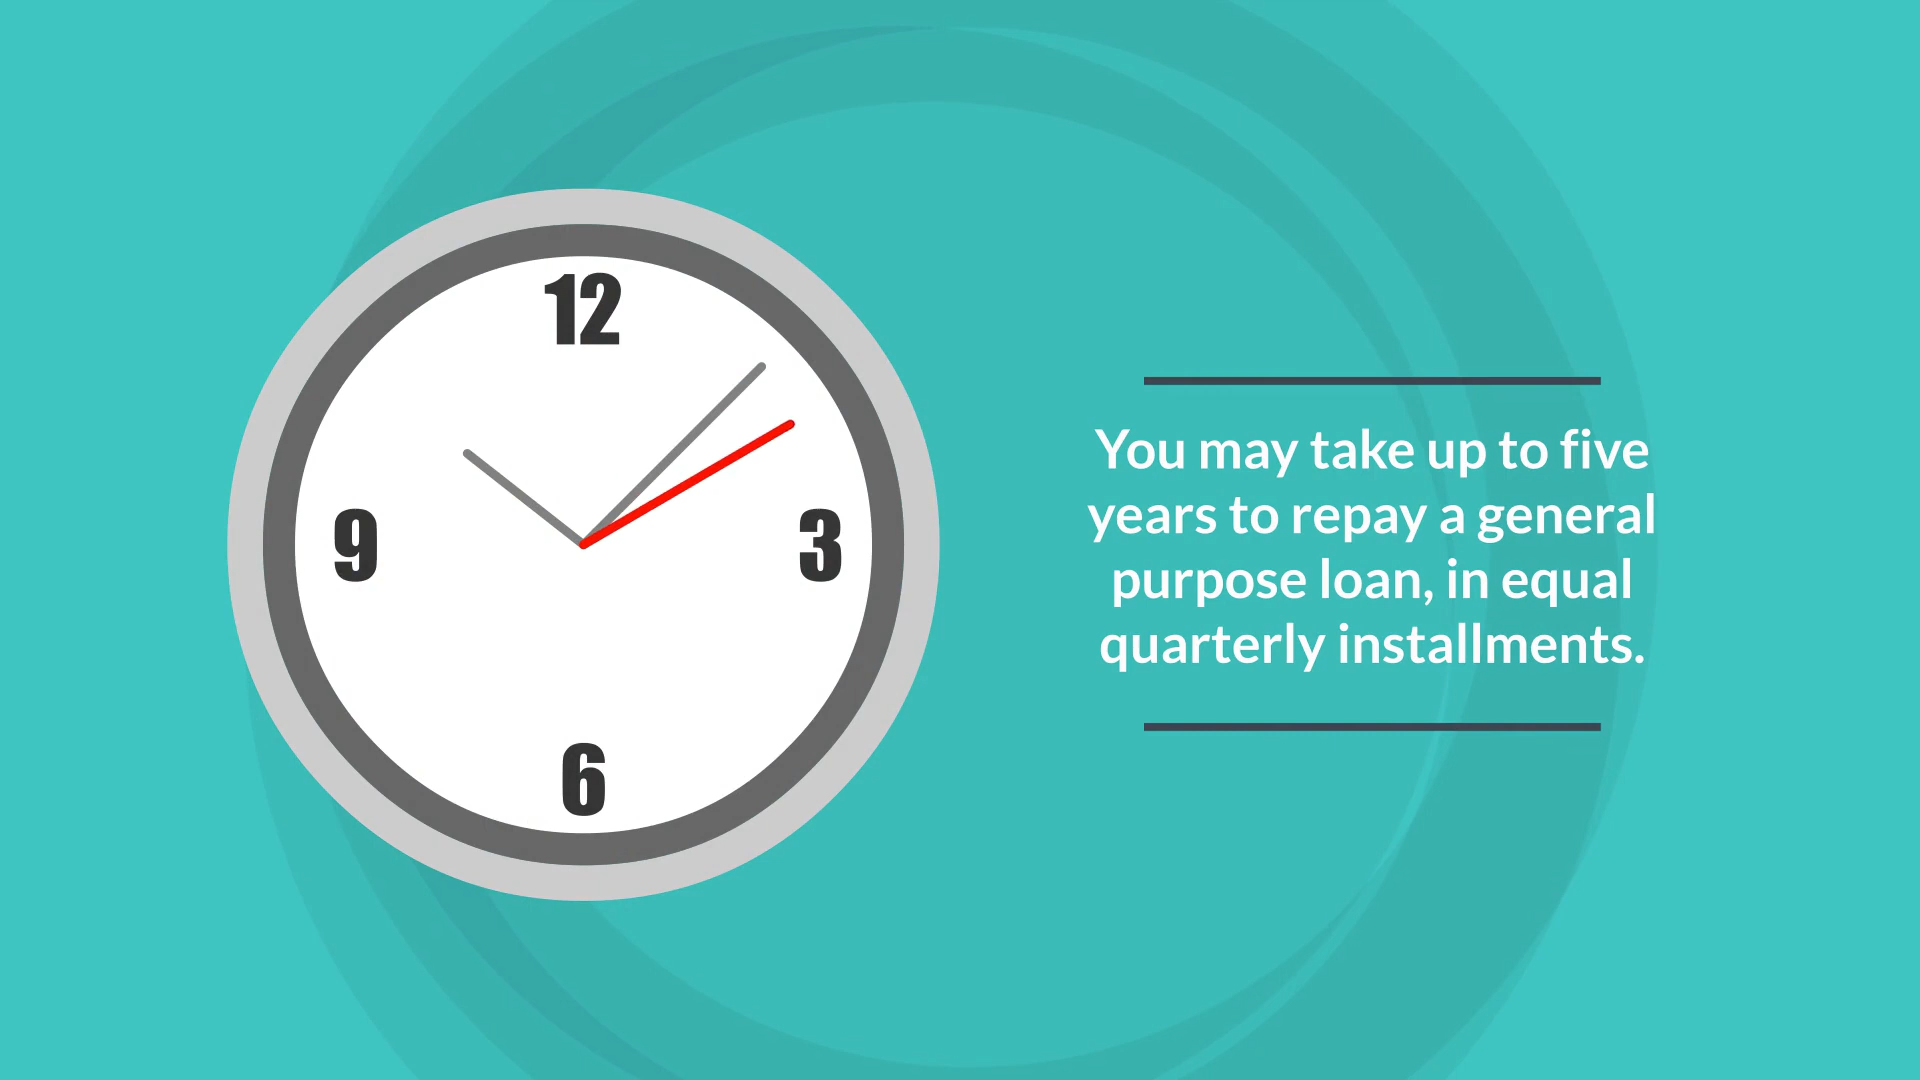 12
9
3
6
You may take up to five
years to repay a general
purpose loan, in equal
quarterly installments.